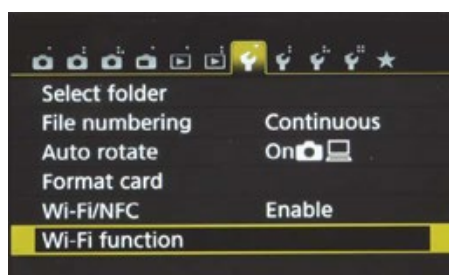 Select folder
File numbering Continuous
Auto rotate On
Format card
Wi-Fi/NFC Enable
Wi-Fi function